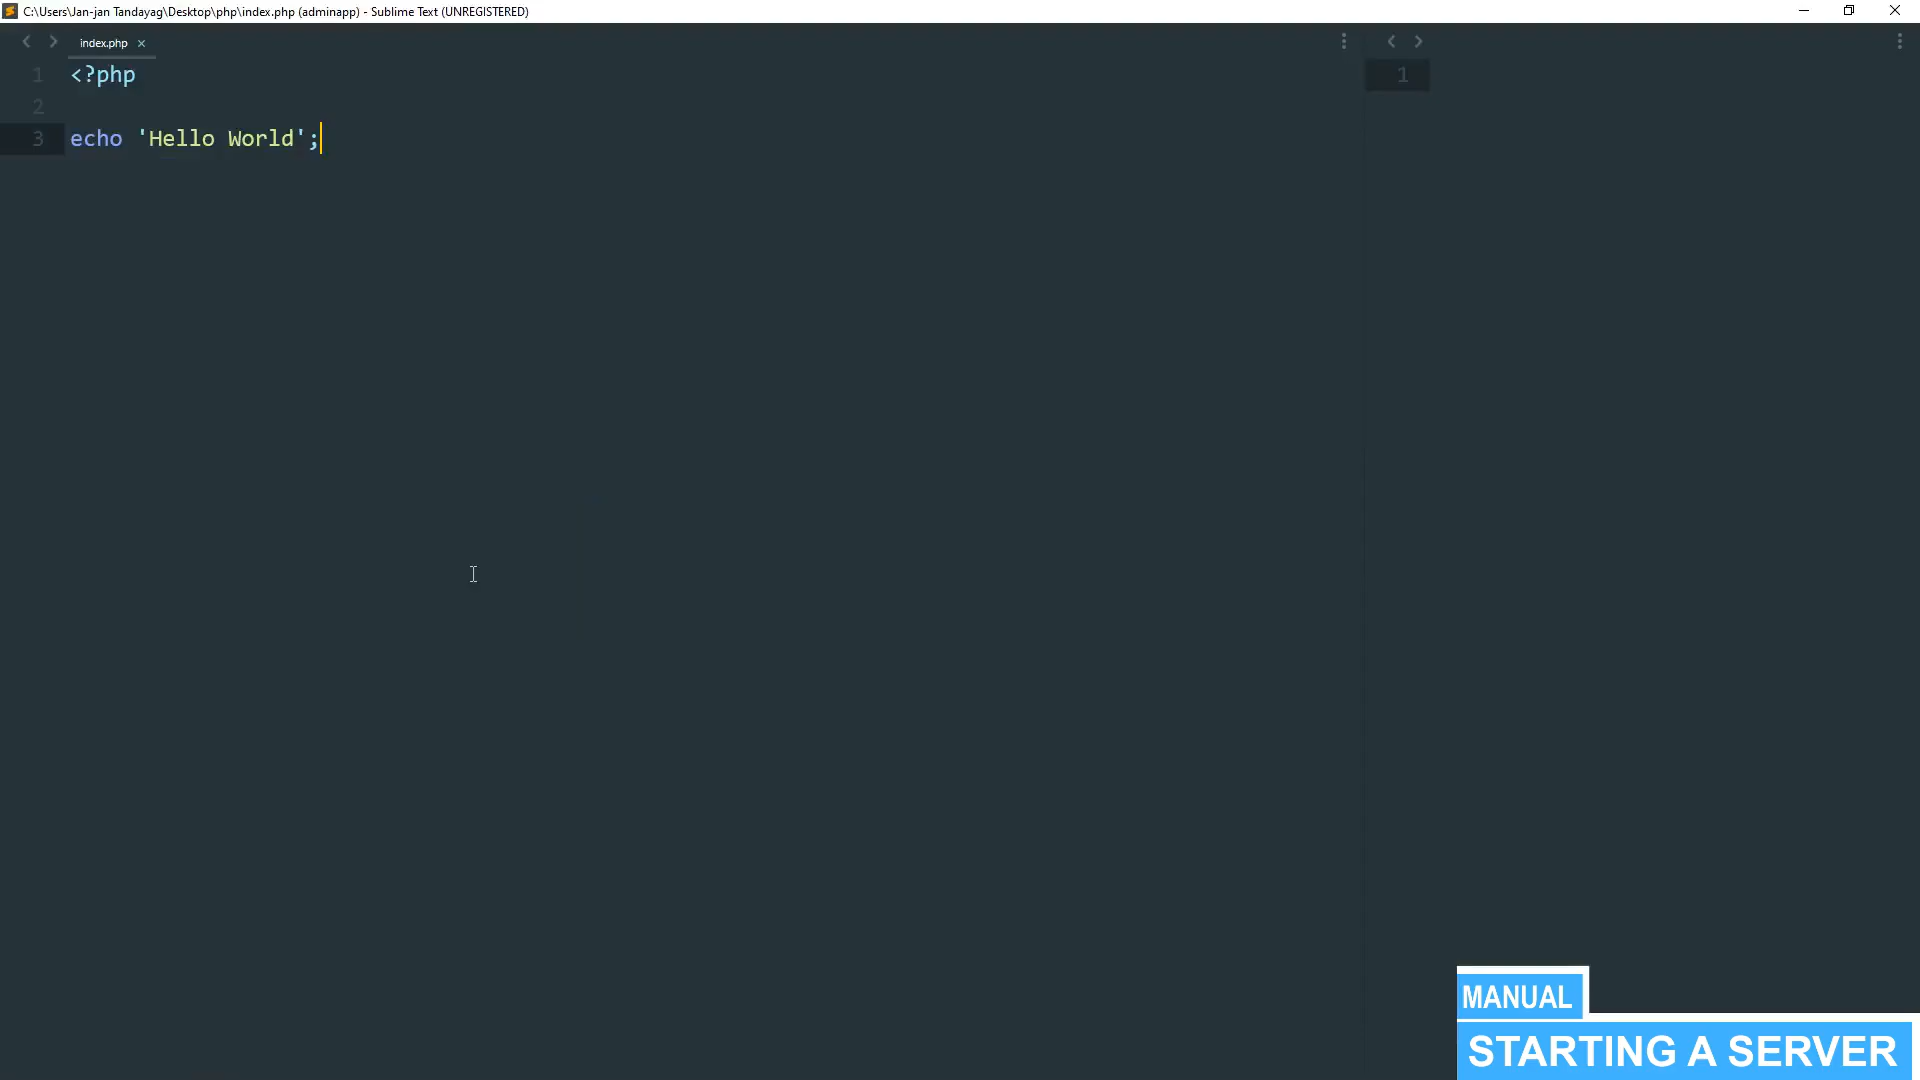 C:\Users\Jan-jan Tandayag\Desktop\php\index.php (adminapp) - Sublime Text (UNREGISTERED)
index.php
1 <?php
2
3 echo 'Hello World';
1
MANUAL
STARTING A SERVER